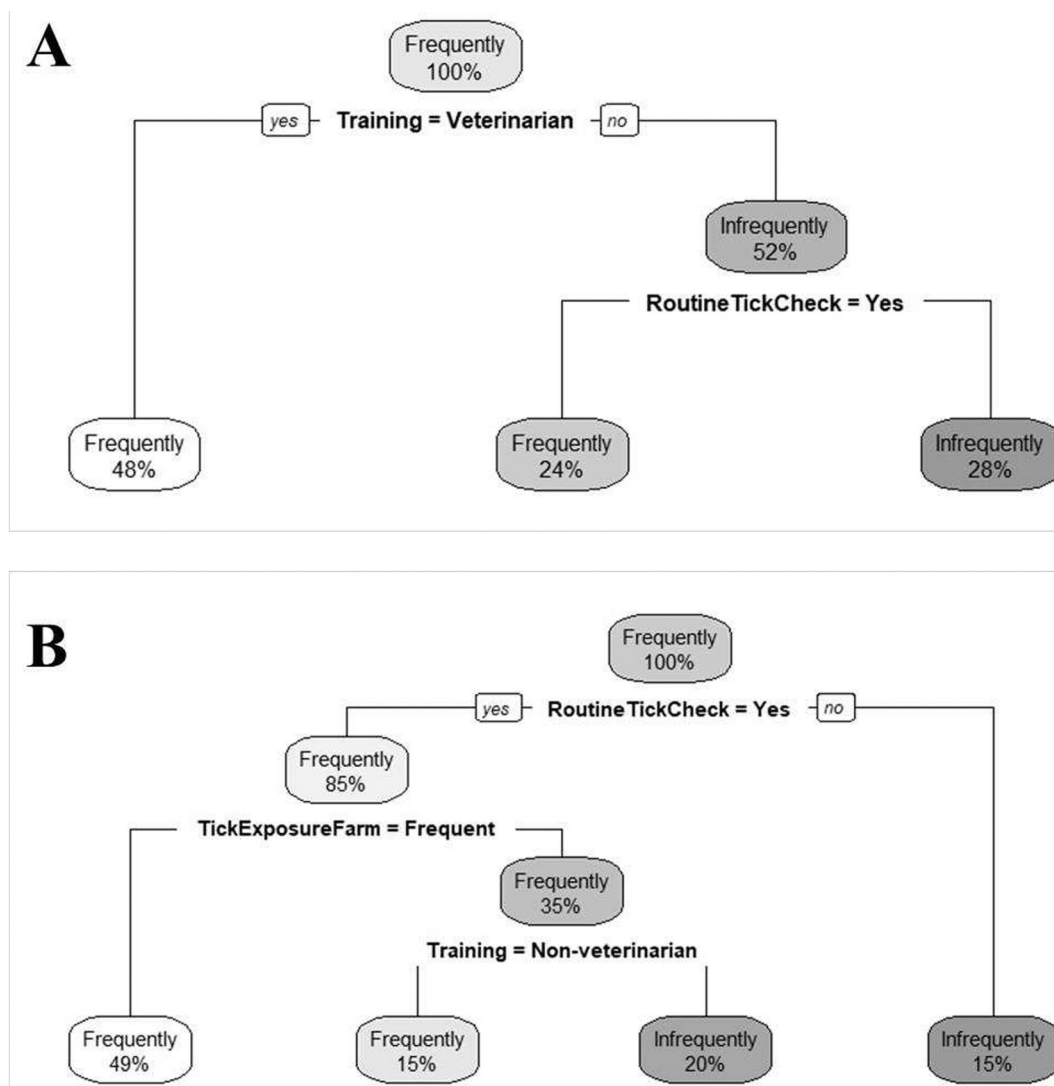 A
Frequently
100%
yes Training = Veterinarian no
Infrequently
52%
RoutineTickCheck = Yes
Frequently
48%
Frequently
24%
Infrequently
28%
B
Frequently
100%
yes RoutineTickCheck = Yes no
Frequently
85%
TickExposureFarm = Frequent
Frequently
35%
Training = Non-veterinarian
Frequently
49%
Frequently
15%
Infrequently
20%
Infrequently
15%